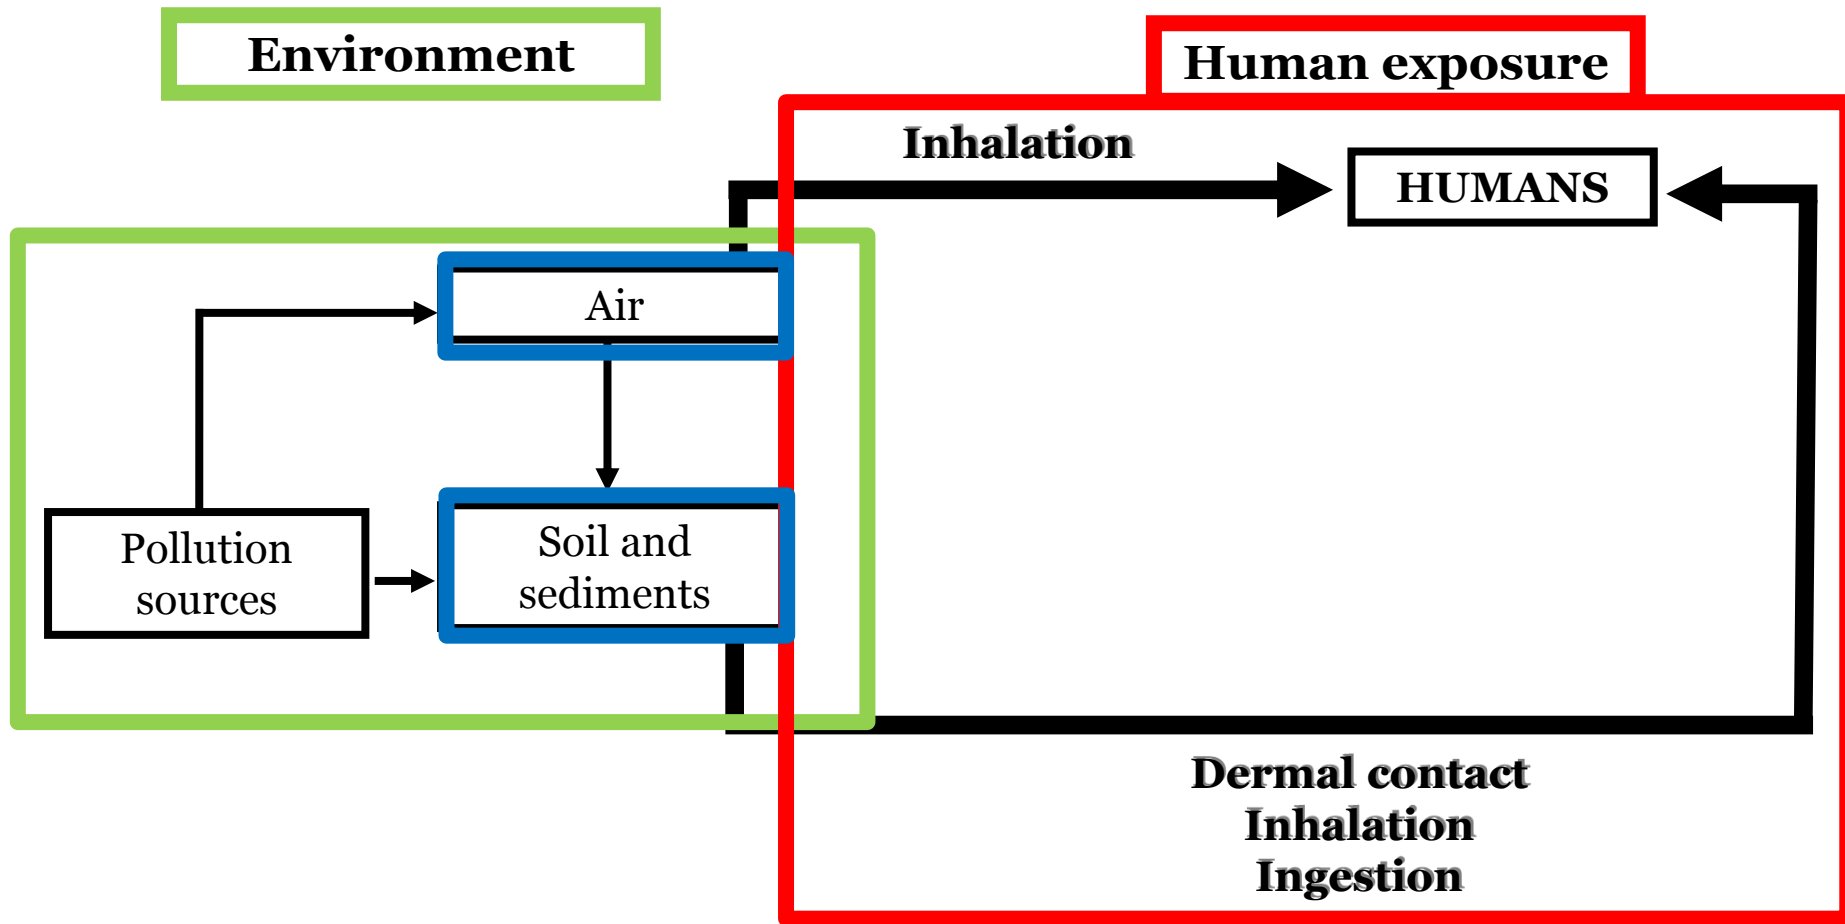 Environment
Human exposure
Inhalation
HUMANS
Air
Pollution
sources
Soil and
sediments
Dermal contact
Inhalation
Ingestion